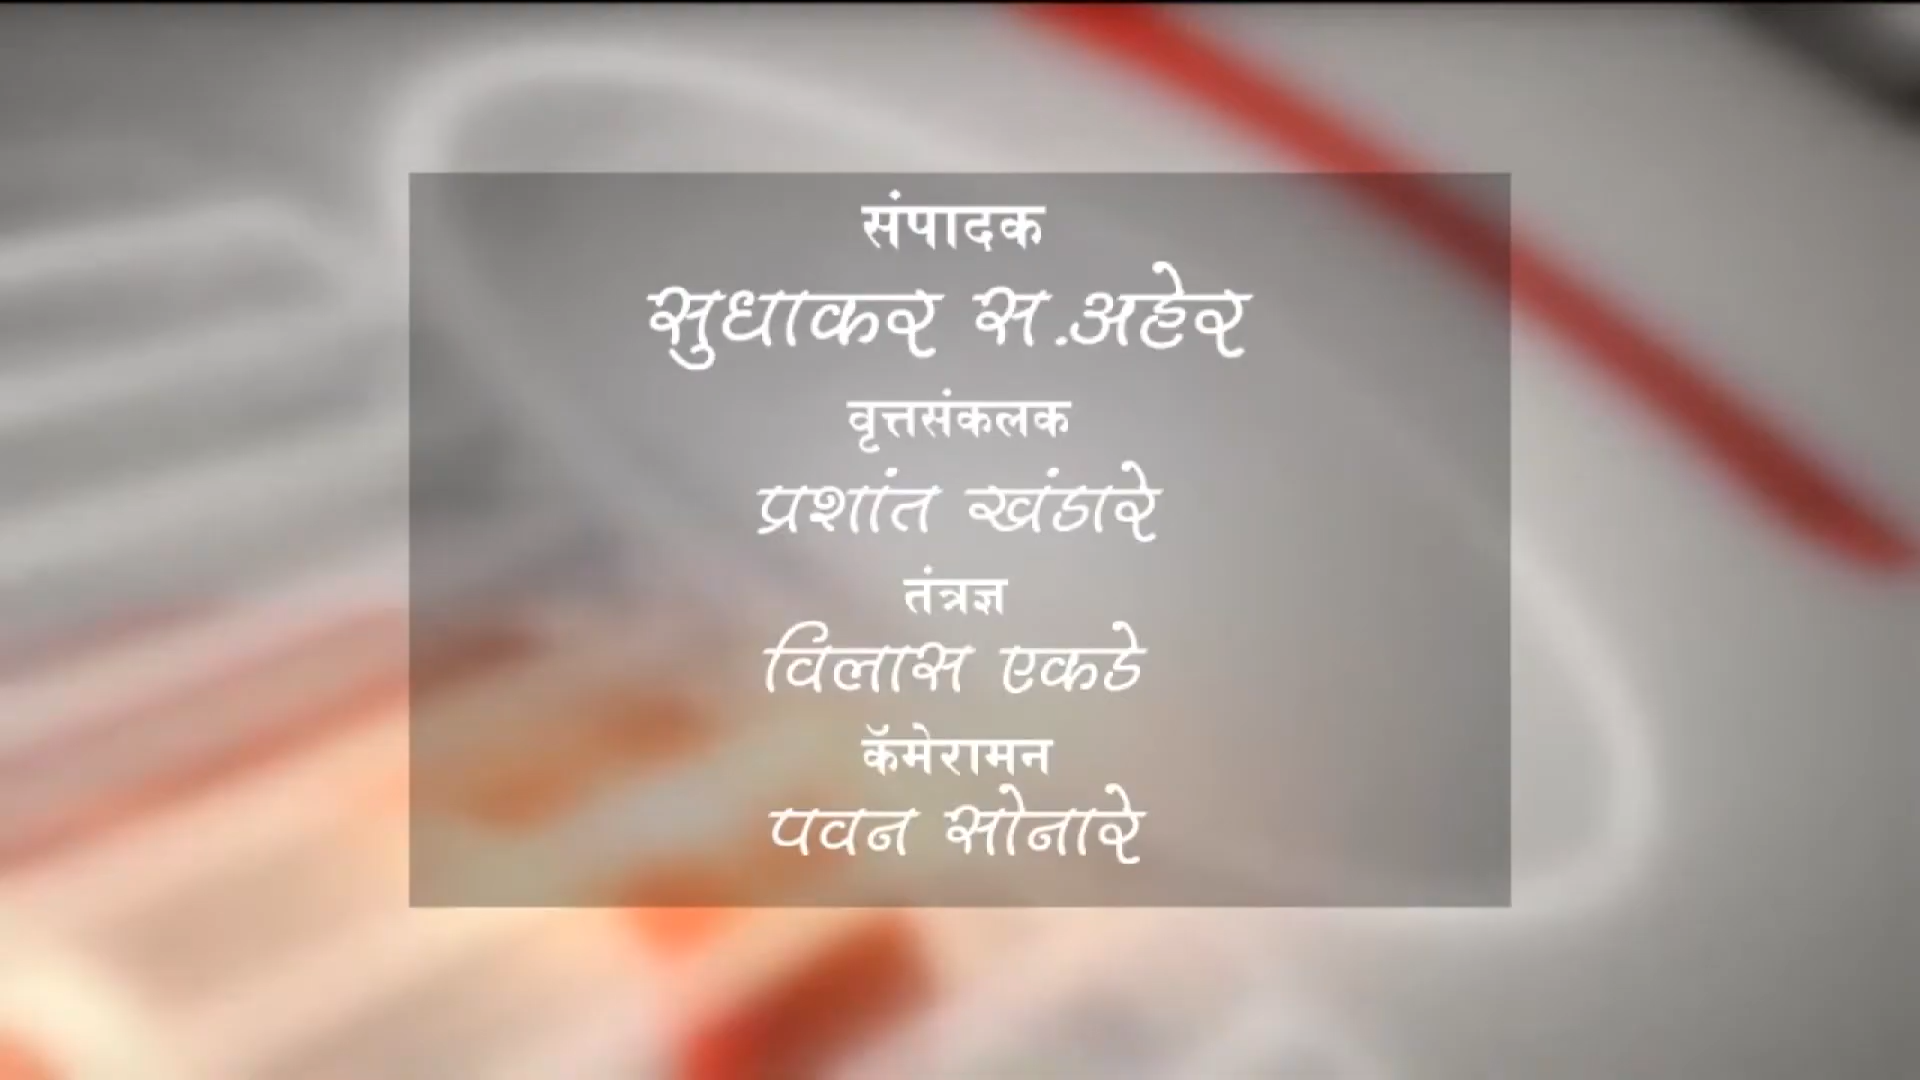 संपादक
सुधाकर स.अहेर
वृत्तसंकलक
प्रशांत खंडारे
तंत्रज्ञ
विलास एकडे
कॅमेरामन
पवन सोनारे